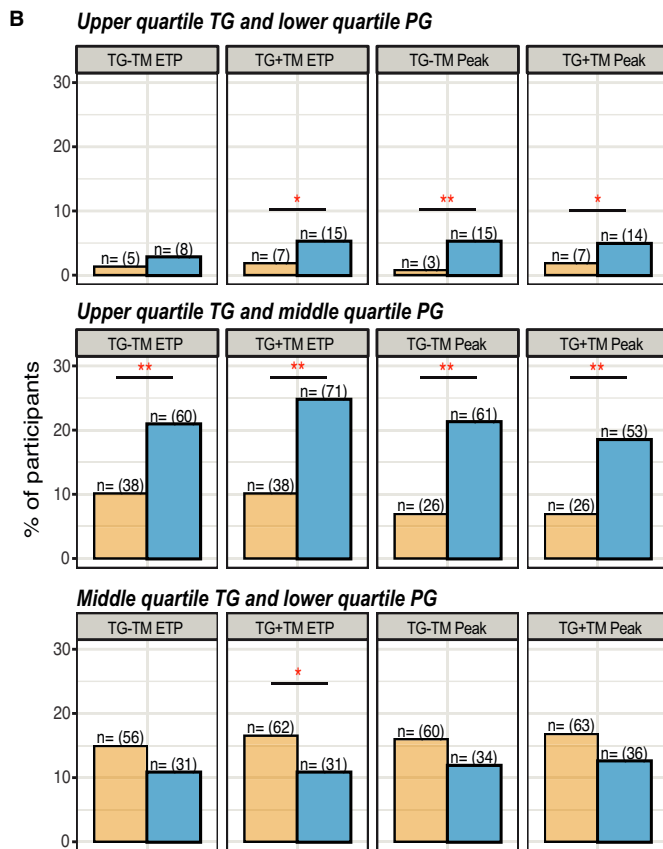 B
Upper quartile TG and lower quartile PG
TG-TM ETP TG+TM ETP TG-TM Peak TG+TM Peak
30
20
* ** *
10
n= (5) n= (8) n= (7) n= (15) n= (3) n= (15) n= (7) n= (14)
0
Upper quartile TG and middle quartile PG
TG-TM ETP TG+TM ETP TG-TM Peak TG+TM Peak
30
** ** ** **
n= (60) n= (71) n= (61) n= (53)
20
10
n= (38) n= (38) n= (26) n= (26)
0
% of participants
Middle quartile TG and lower quartile PG
TG-TM ETP TG+TM ETP TG-TM Peak TG+TM Peak
30
*
20
n= (56) n= (31) n= (62) n= (31) n= (60) n= (34) n= (63) n= (36)
10
0